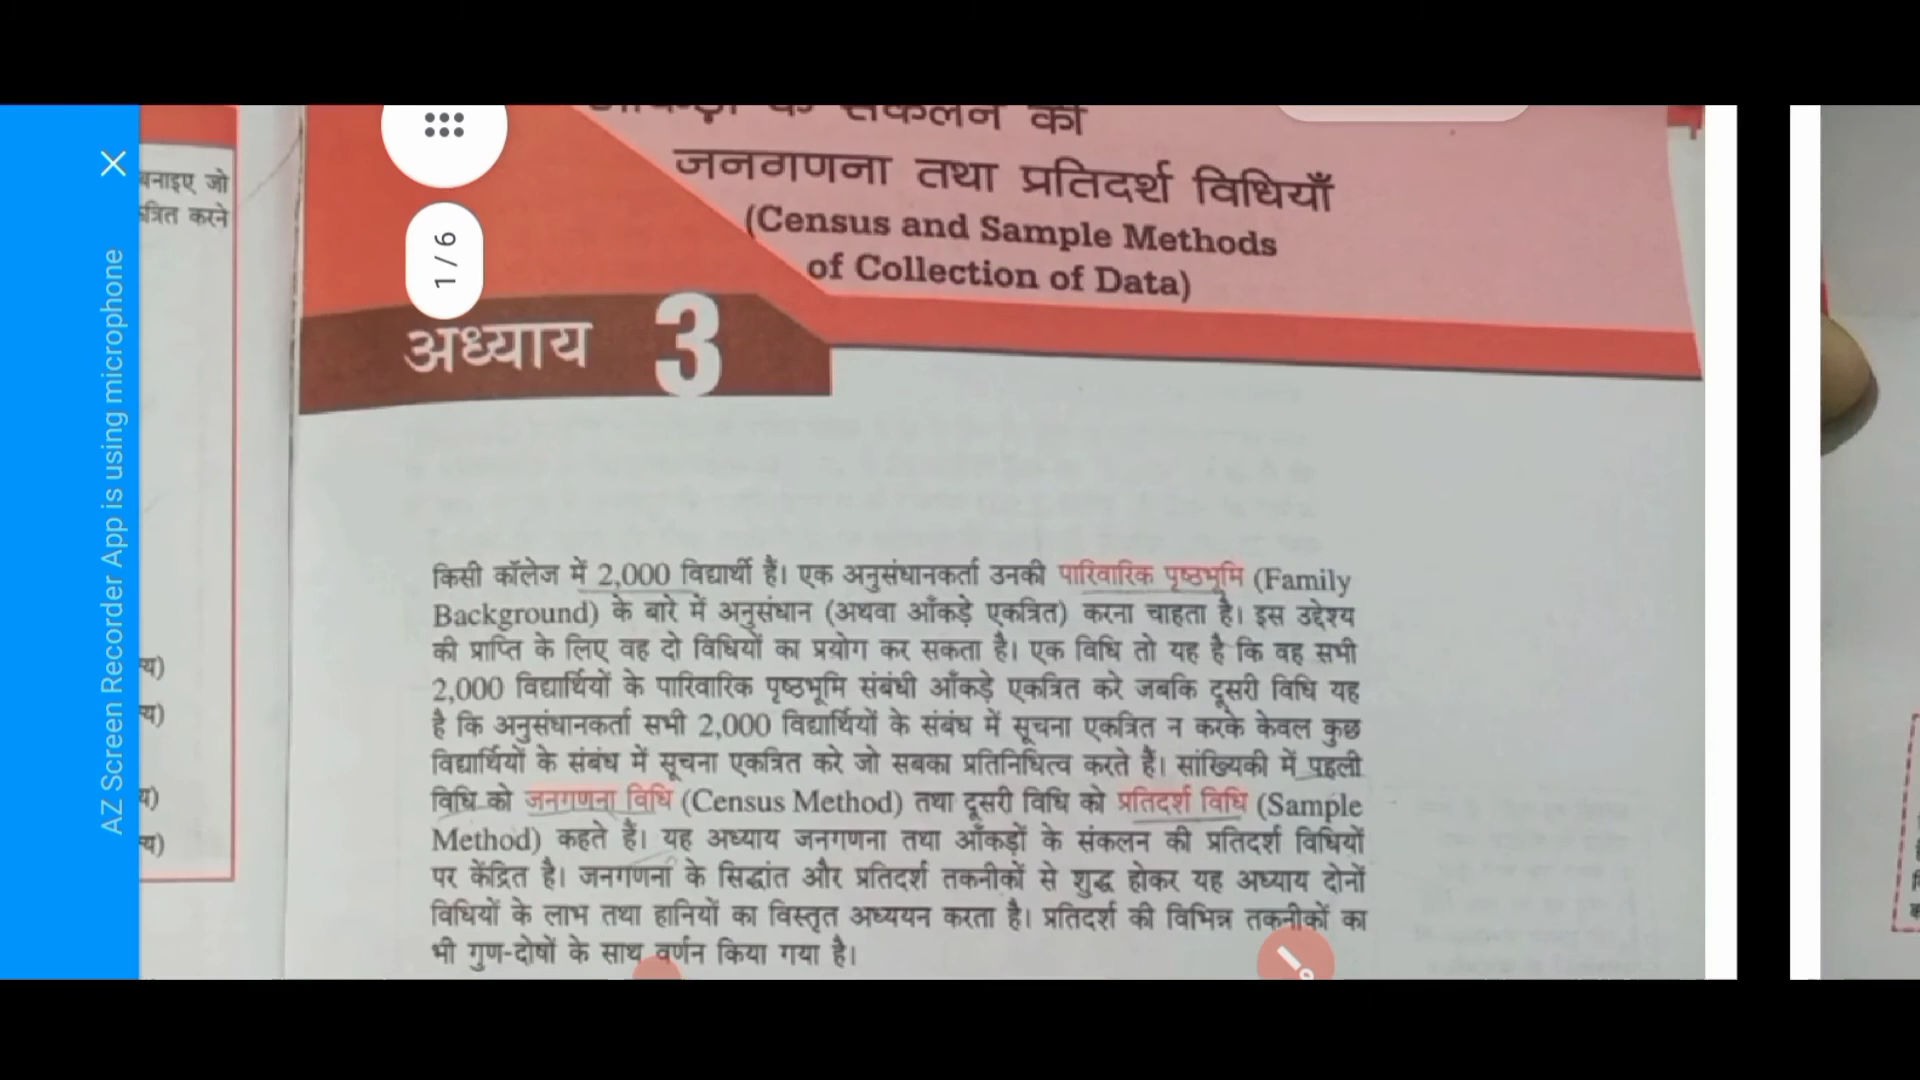 AZ Screen Recorder App is using microphone
बनाइए जो
करने
1 / 6
के संकलन की
जनगणना तथा प्रतिदर्श विधियाँ
(Census and Sample Methods
of Collection of Data)
अध्याय 3
किसी कॉलेज में 2,000 विद्यार्थी हैं। एक अनुसंधानकर्ता उनकी पारिवारिक पृष्ठभूमि (Family
Background) के बारे में अनुसंधान (अथवा आँकड़े एकत्रित) करना चाहता है। इस उद्देश्य
की प्राप्ति के लिए वह दो विधियों का प्रयोग कर सकता है। एक विधि तो यह है कि वह सभी
2,000 विद्यार्थियों के पारिवारिक पृष्ठभूमि संबंधी आँकड़े एकत्रित करे जबकि दूसरी विधि यह
है कि अनुसंधानकर्ता सभी 2,000 विद्यार्थियों के संबंध में सूचना एकत्रित न करके केवल कुछ
विद्यार्थियों के संबंध में सूचना एकत्रित करे जो सबका प्रतिनिधित्व करते हैं। सांख्यिकी में पहली
विधि को जनगणना विधि (Census Method) तथा दूसरी विधि को प्रतिदर्श विधि (Sample
Method) कहते हैं। यह अध्याय जनगणना तथा आँकड़ों के संकलन की प्रतिदर्श विधियों
पर केंद्रित है। जनगणना के सिद्धांत और प्रतिदर्श तकनीकों से शुद्ध होकर यह अध्याय दोनों
विधियों के लाभ तथा हानियों का विस्तृत अध्ययन करता है। प्रतिदर्श की विभिन्न तकनीकों का
भी गुण-दोषों के साथ वर्णन किया गया है।